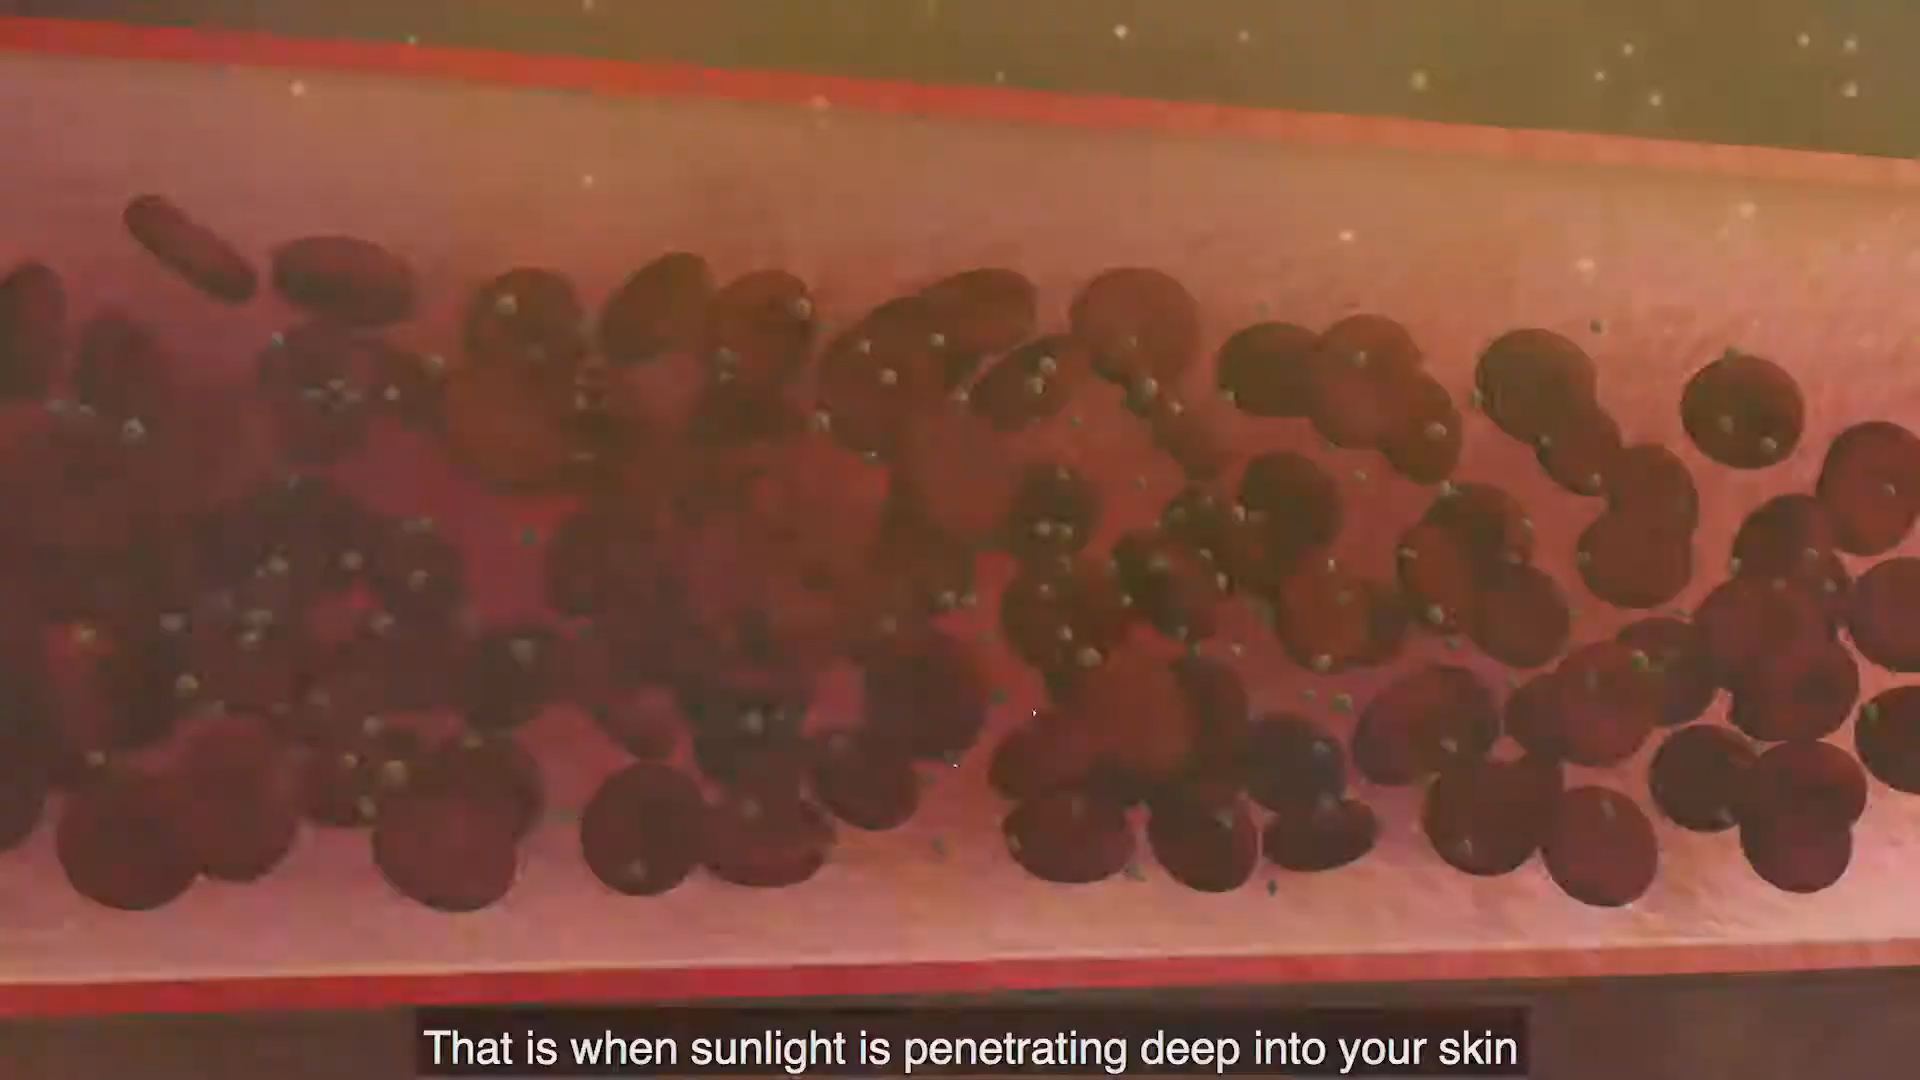 That is when sunlight is penetrating deep into your skin